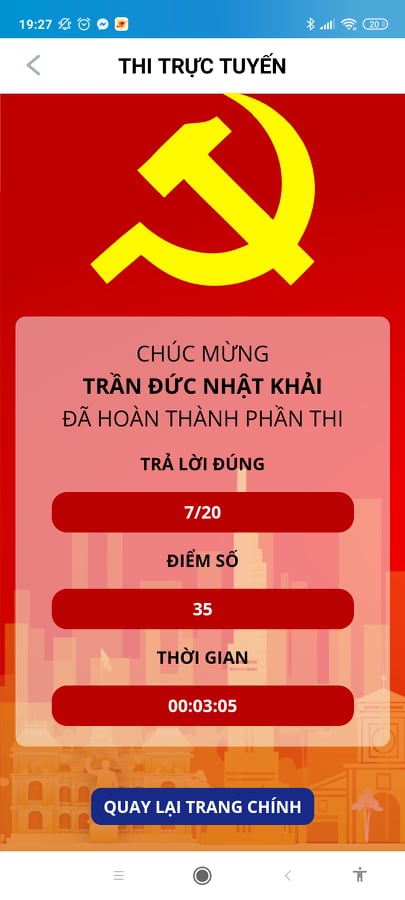 19:27
20
THI TRỰC TUYẾN
CHÚC MỪNG
TRẦN ĐỨC NHẬT KHẢI
ĐÃ HOÀN THÀNH PHẦN THI
TRẢ LỜI ĐÚNG
7/20
ĐIỂM SỐ
35
THỜI GIAN
00:03:05
QUAY LẠI TRANG CHÍNH